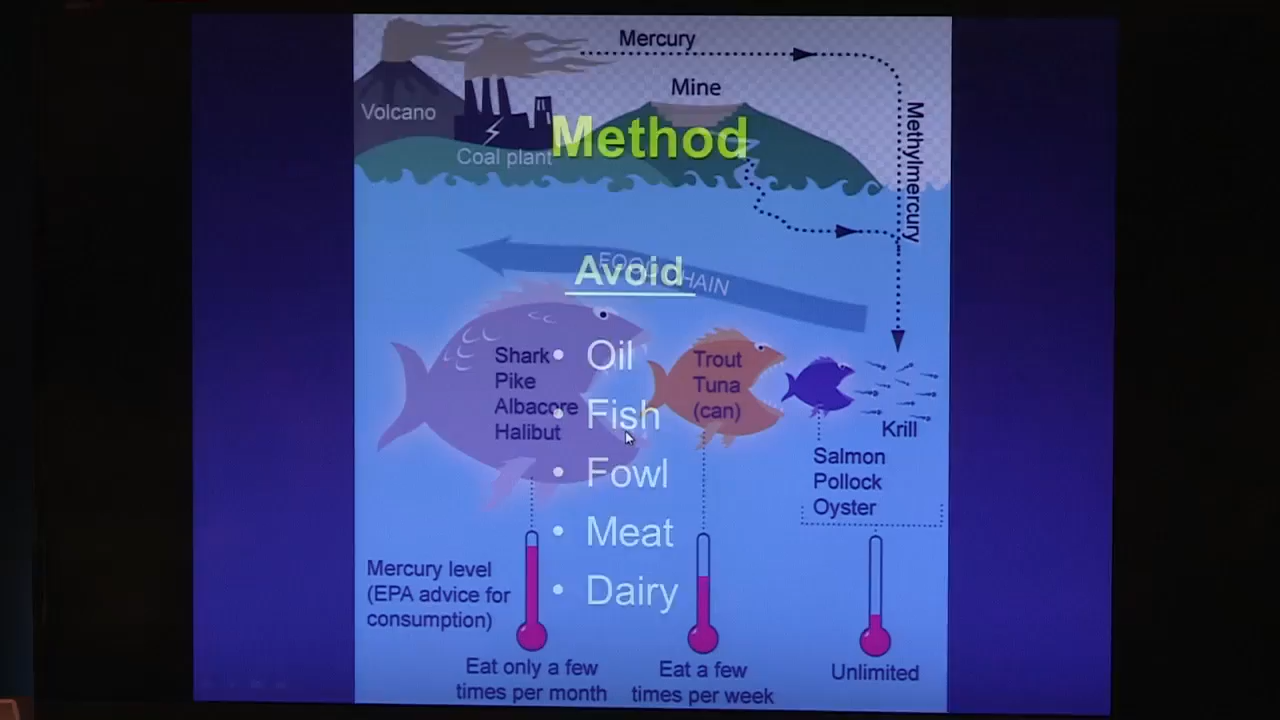 Mercury
Mine
Volcano
Method
Coal plant
Methylmercury
FOOD CHAIN
Avoid
• Oil
• Fish
• Fowl
• Meat
• Dairy
Shark
Pike
Albacore
Halibut
Trout
Tuna
(can)
Krill
Salmon
Pollock
Oyster
Mercury level
(EPA advice for
consumption)
Eat only a few
times per month
Eat a few
times per week
Unlimited